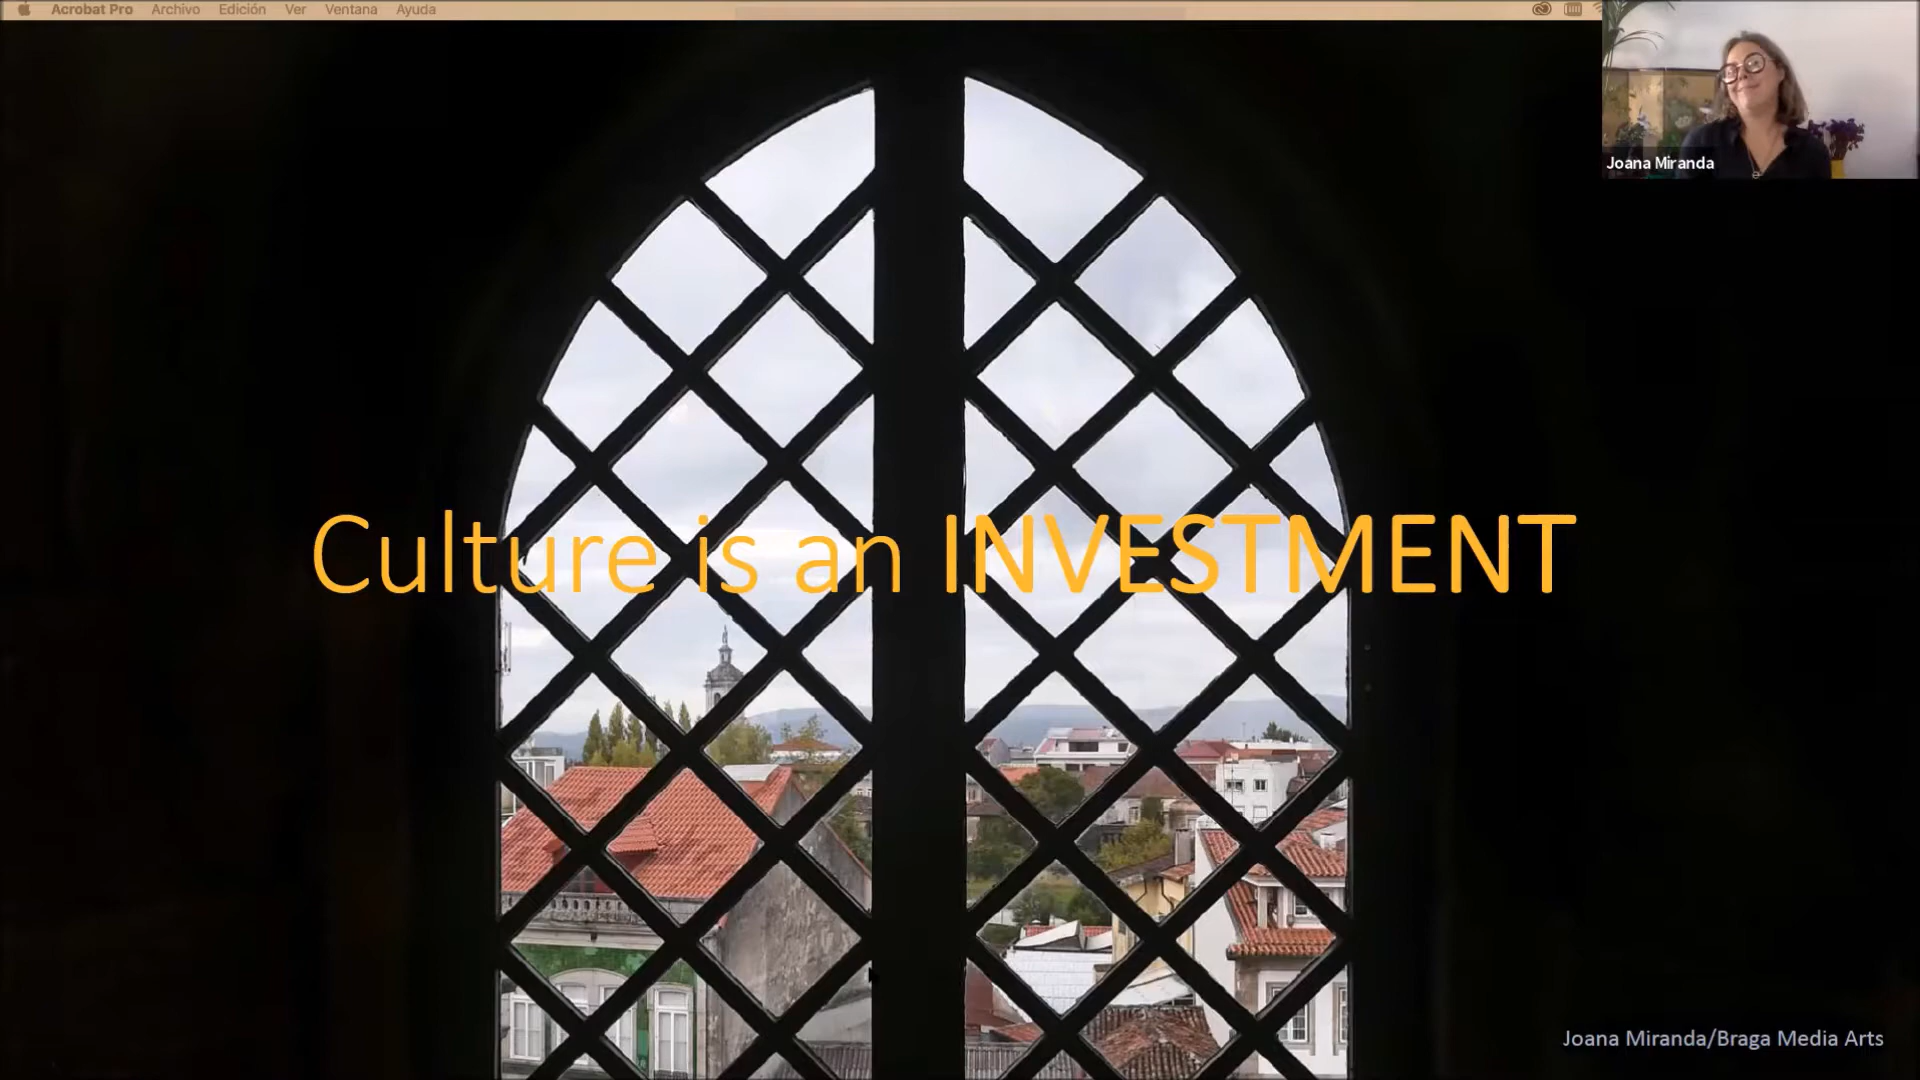 Acrobat Pro Archivo Edición Ver Ventana Ayuda
Joana Miranda
Culture is an INVESTMENT
Joana Miranda/Braga Media Arts